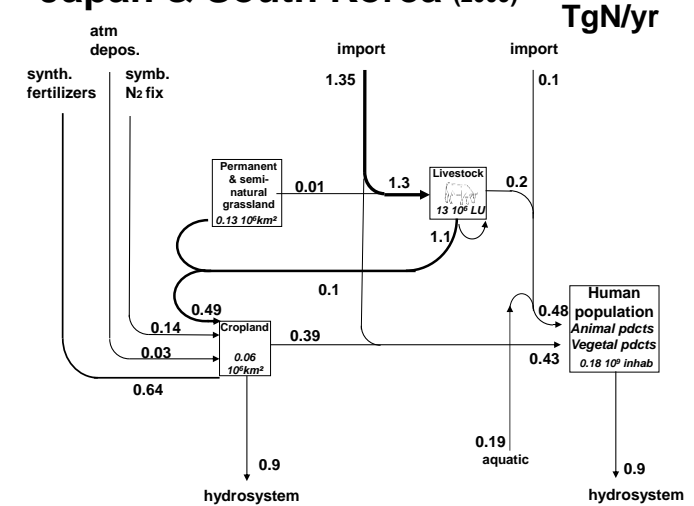 Japan & South Korea (2009)
TgN/yr
atm
depos.
import
import
synth.
fertilizers
symb.
N2 fix
1.35
0.1
Permanent
& semi-
natural
grassland
0.13 10⁶km²
0.01
1.3
Livestock
13 10⁶ LU
0.2
1.1
0.1
0.49
0.14
0.03
0.64
Cropland
0.06
10⁶km²
0.39
0.48
0.43
Human
population
Animal pdcts
Vegetal pdcts
0.18 10⁹ inhab
0.19
aquatic
0.9
hydrosystem
0.9
hydrosystem